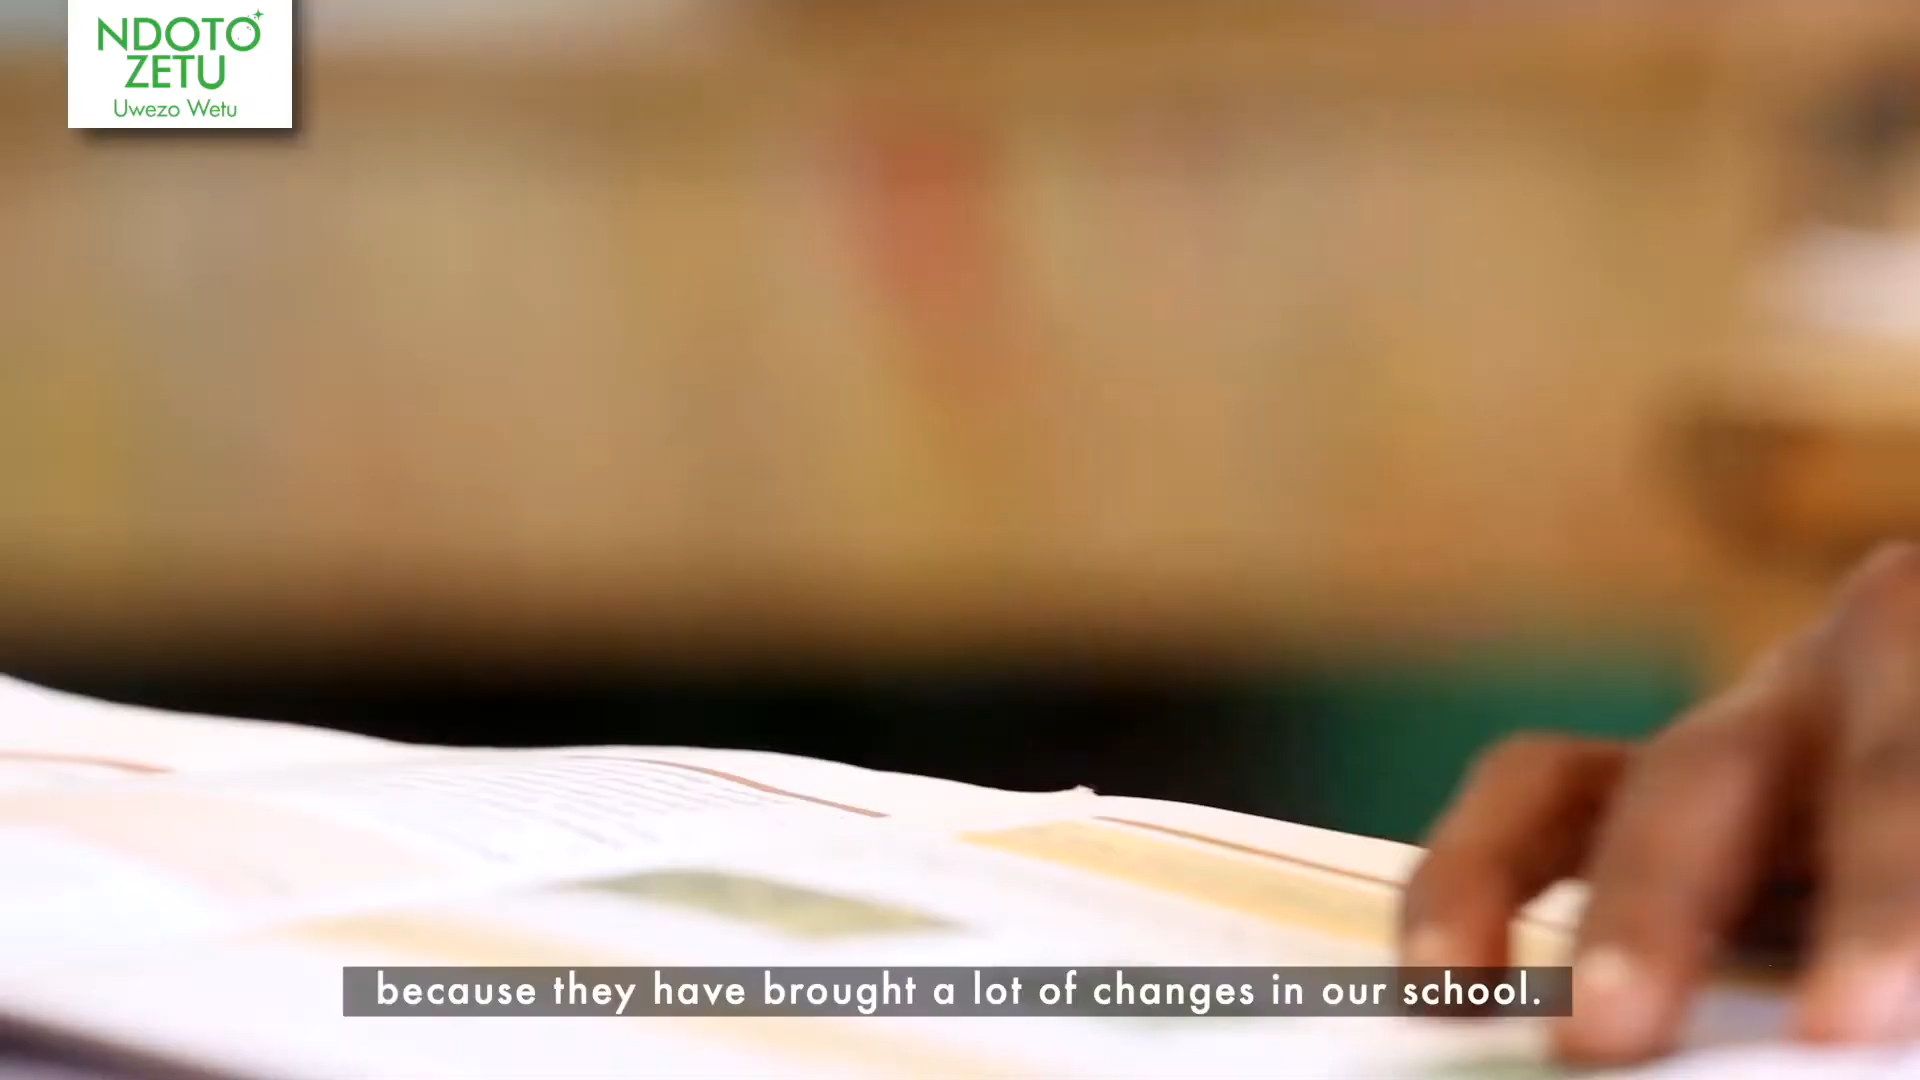 NDOTO
ZETU
Uwezo Wetu
because they have brought a lot of changes in our school.